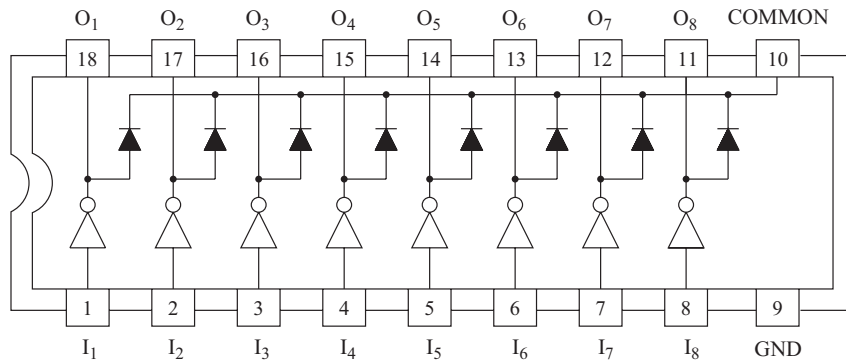 O₁ O₂ O₃ O₄ O₅ O₆ O₇ O₈ COMMON
18 17 16 15 14 13 12 11 10
1 2 3 4 5 6 7 8 9
I₁ I₂ I₃ I₄ I₅ I₆ I₇ I₈ GND